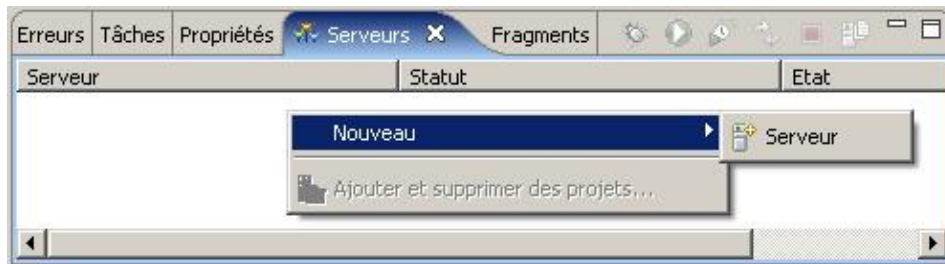 Erreurs Tâches Propriétés Serveurs Fragments
Serveur Statut Etat
Nouveau Serveur
Ajouter et supprimer des projets...